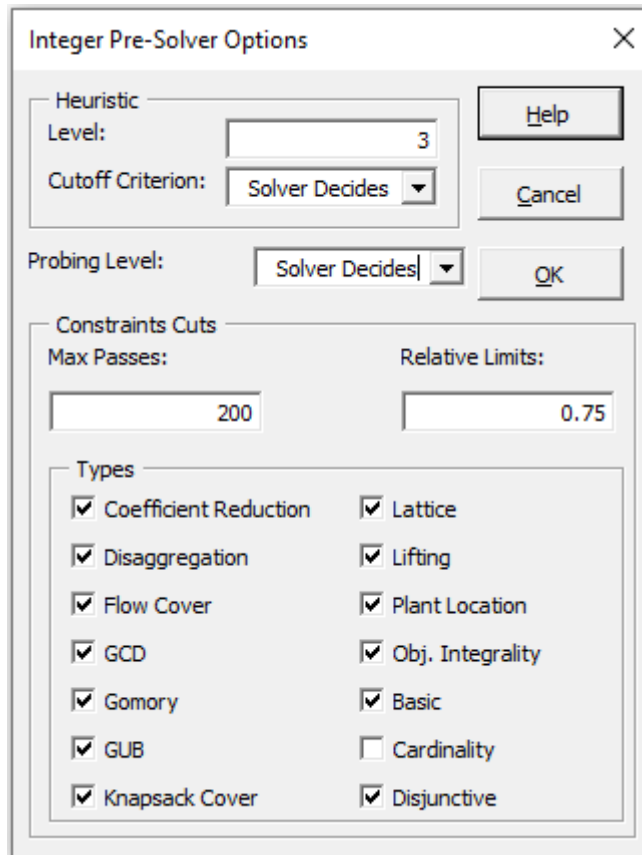 Integer Pre-Solver Options
Heuristic
Level: 3
Cutoff Criterion: Solver Decides
Help
Cancel
Probing Level: Solver Decides
OK
Constraints Cuts
Max Passes: Relative Limits:
200 0.75
Types
Coefficient Reduction Lattice
Disaggregation Lifting
Flow Cover Plant Location
GCD Obj. Integrality
Gomory Basic
GUB Cardinality
Knapsack Cover Disjunctive